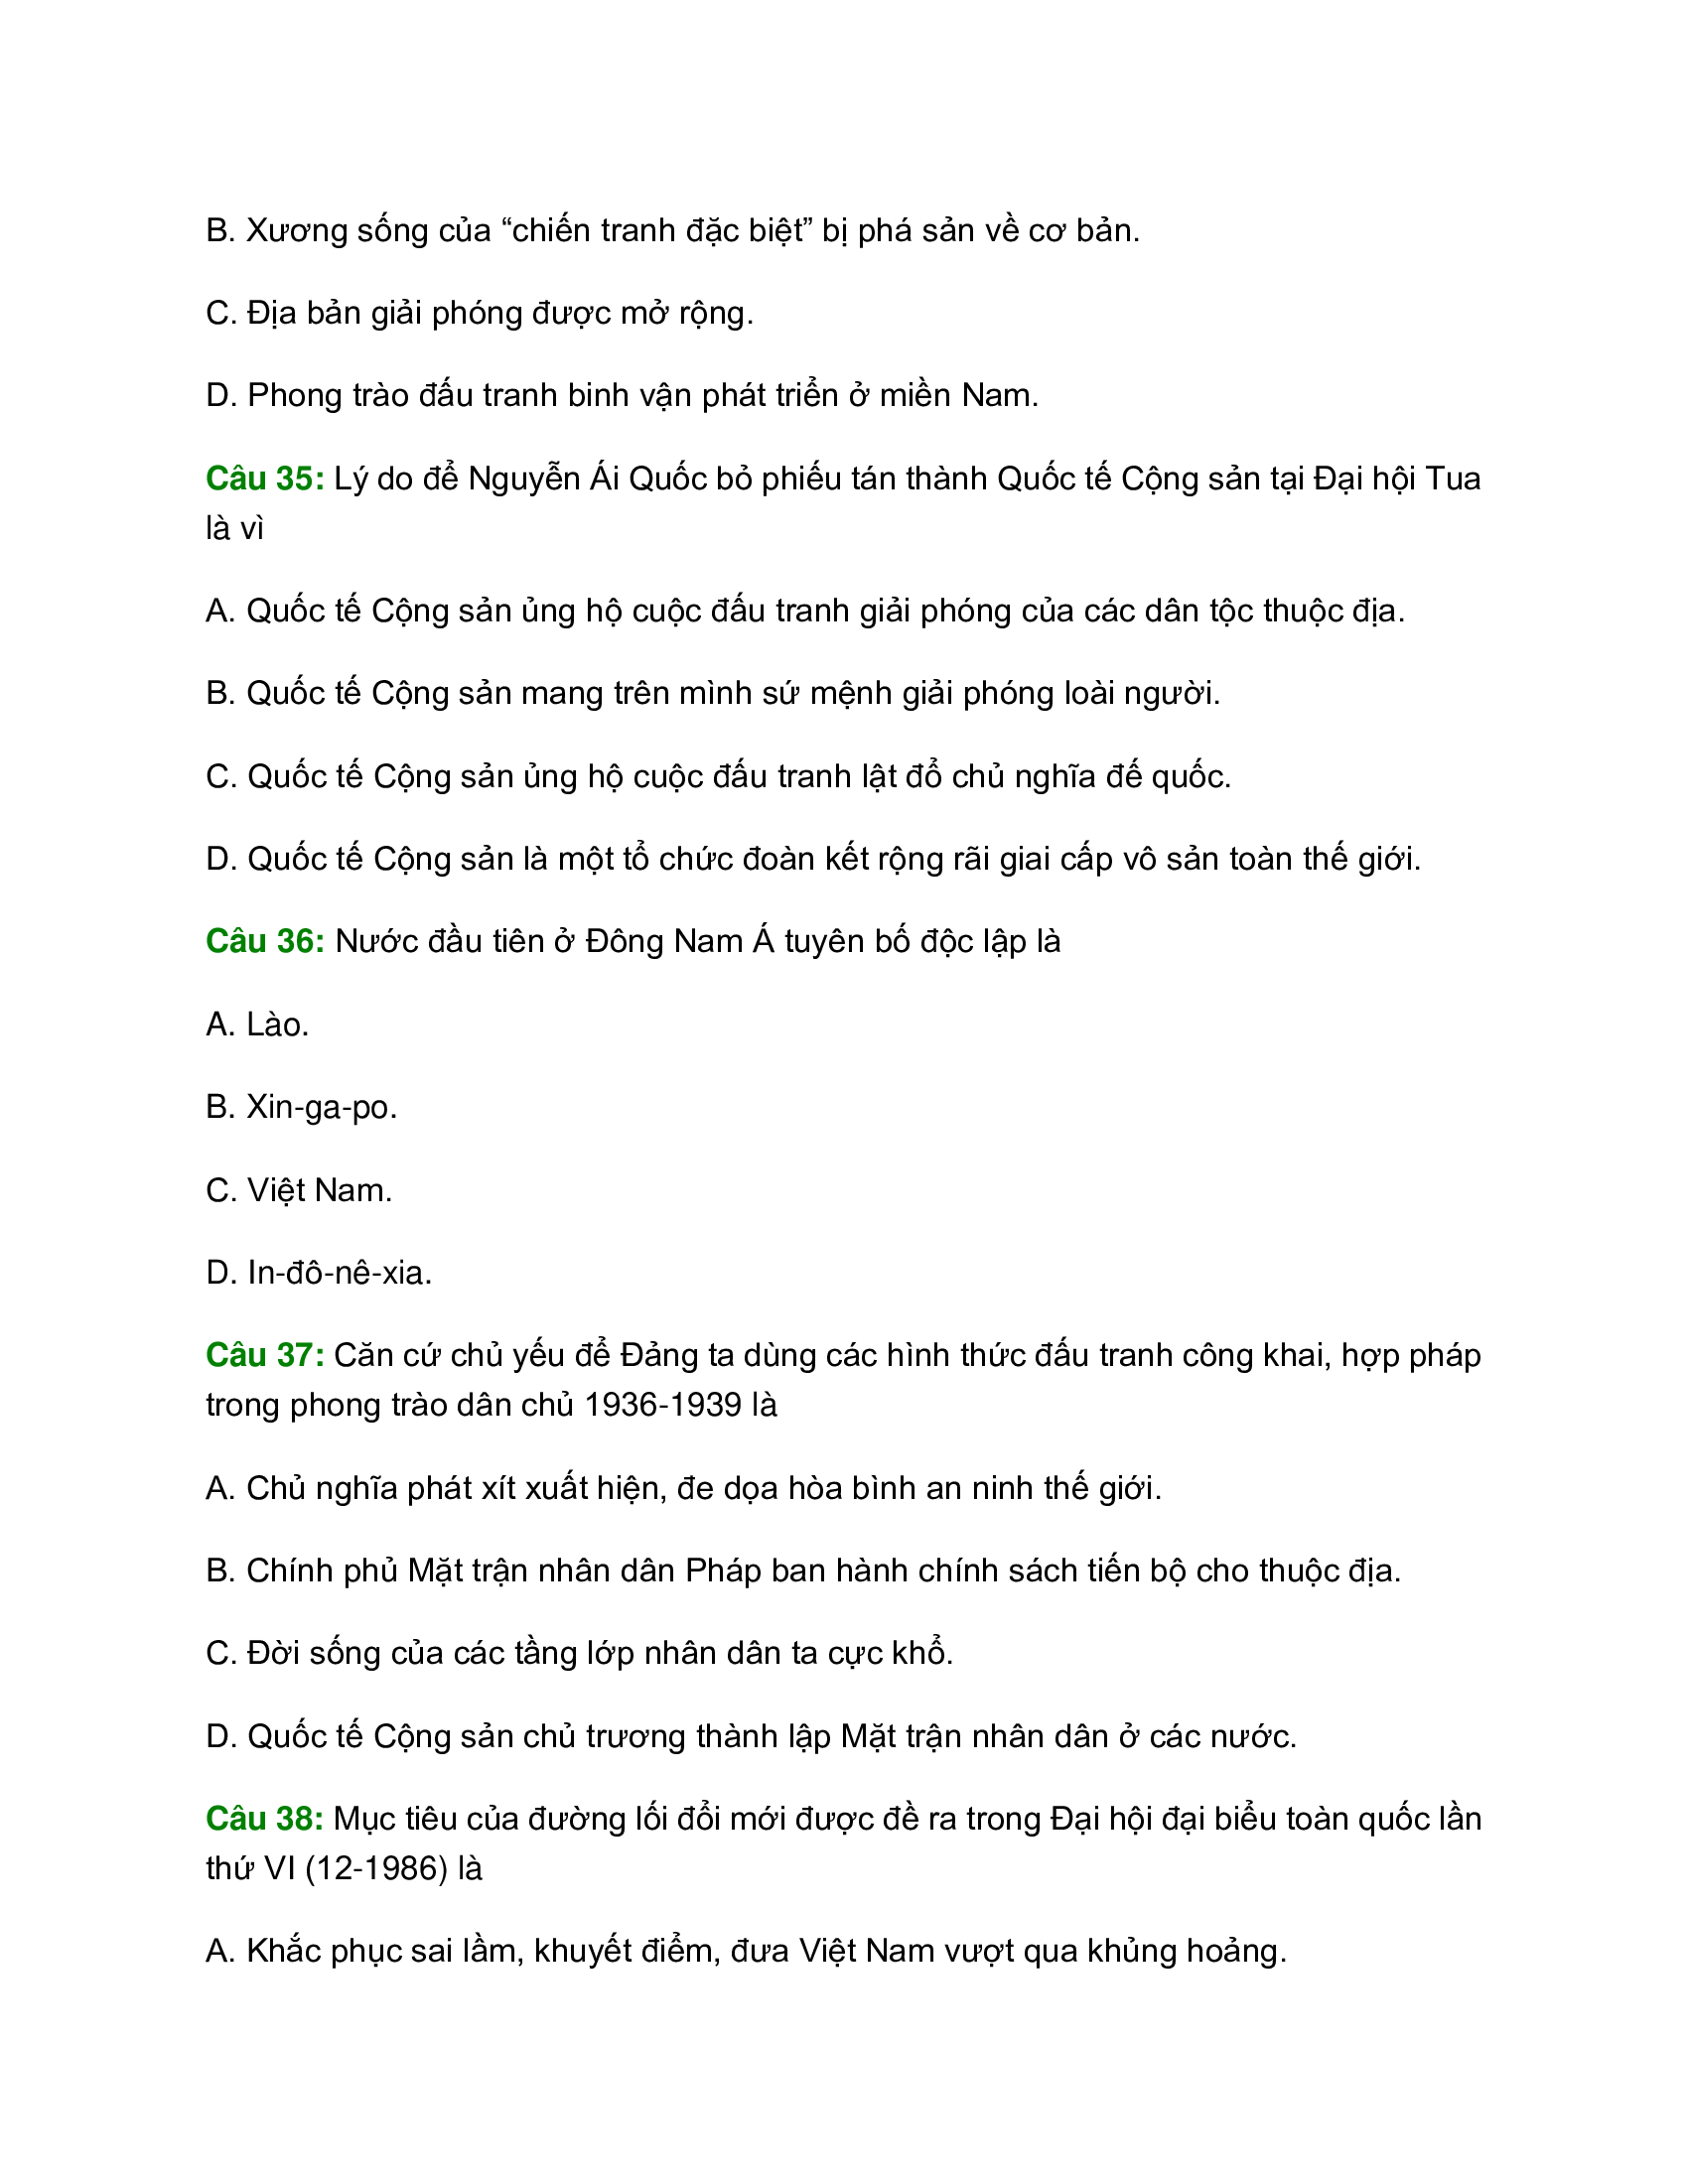 B. Xương sống của “chiến tranh đặc biệt” bị phá sản về cơ bản.
C. Địa bản giải phóng được mở rộng.
D. Phong trào đấu tranh binh vận phát triển ở miền Nam.
Câu 35: Lý do để Nguyễn Ái Quốc bỏ phiếu tán thành Quốc tế Cộng sản tại Đại hội Tua
là vì
A. Quốc tế Cộng sản ủng hộ cuộc đấu tranh giải phóng của các dân tộc thuộc địa.
B. Quốc tế Cộng sản mang trên mình sứ mệnh giải phóng loài người.
C. Quốc tế Cộng sản ủng hộ cuộc đấu tranh lật đổ chủ nghĩa đế quốc.
D. Quốc tế Cộng sản là một tổ chức đoàn kết rộng rãi giai cấp vô sản toàn thế giới.
Câu 36: Nước đầu tiên ở Đông Nam Á tuyên bố độc lập là
A. Lào.
B. Xin-ga-po.
C. Việt Nam.
D. In-đô-nê-xia.
Câu 37: Căn cứ chủ yếu để Đảng ta dùng các hình thức đấu tranh công khai, hợp pháp
trong phong trào dân chủ 1936-1939 là
A. Chủ nghĩa phát xít xuất hiện, đe dọa hòa bình an ninh thế giới.
B. Chính phủ Mặt trận nhân dân Pháp ban hành chính sách tiến bộ cho thuộc địa.
C. Đời sống của các tầng lớp nhân dân ta cực khổ.
D. Quốc tế Cộng sản chủ trương thành lập Mặt trận nhân dân ở các nước.
Câu 38: Mục tiêu của đường lối đổi mới được đề ra trong Đại hội đại biểu toàn quốc lần
thứ VI (12-1986) là
A. Khắc phục sai lầm, khuyết điểm, đưa Việt Nam vượt qua khủng hoảng.